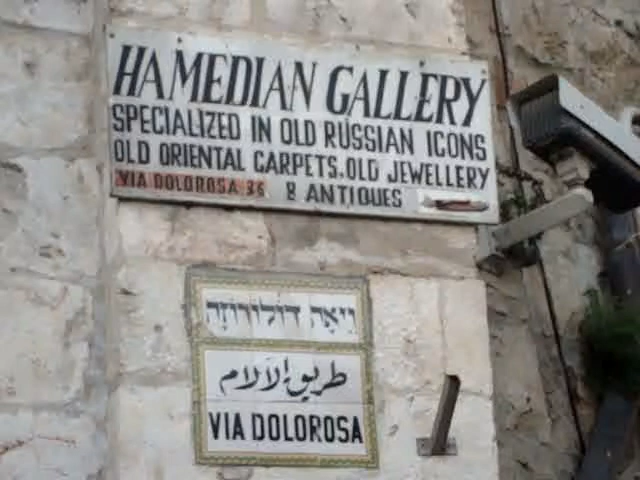 HAMEDIAN GALLERY
SPECIALIZED IN OLD RUSSIAN ICONS
OLD ORIENTAL CARPETS, OLD JEWELLERY
VIA DOLOROSA 36 & ANTIQUES
ויאה דולורוזה
طريق الآلام
VIA DOLOROSA